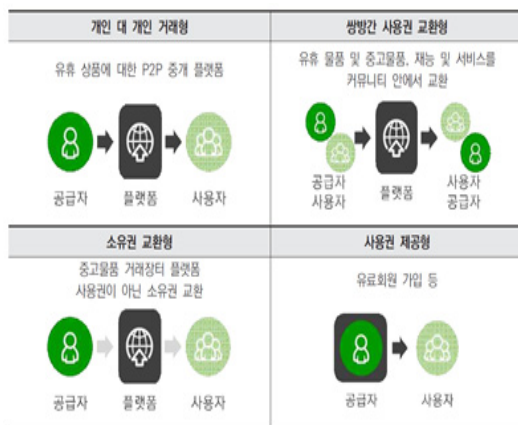 개인 대 개인 거래형
유휴 상품에 대한 P2P 중개 플랫폼
공급자
플랫폼
사용자
쌍방간 사용권 교환형
유휴 물품 및 중고물품, 재능 및 서비스를
커뮤니티 안에서 교환
공급자
사용자
플랫폼
사용자
공급자
소유권 교환형
중고물품 거래장터 플랫폼
사용권이 아닌 소유권 교환
공급자
플랫폼
사용자
사용권 제공형
유료회원 가입 등
공급자
사용자